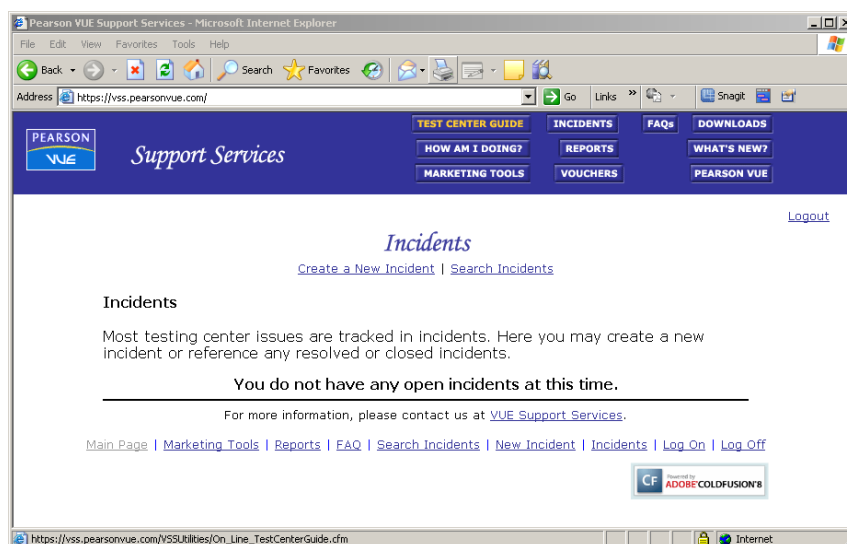 Pearson VUE Support Services - Microsoft Internet Explorer
File Edit View Favorites Tools Help
Back Search Favorites
Address https://vss.pearsonvue.com/ Go Links » Snagit
PEARSON
VUE
Support Services
TEST CENTER GUIDE INCIDENTS FAQs DOWNLOADS
HOW AM I DOING? REPORTS WHAT'S NEW?
MARKETING TOOLS VOUCHERS PEARSON VUE
Logout
Incidents
Create a New Incident | Search Incidents
Incidents
Most testing center issues are tracked in incidents. Here you may create a new
incident or reference any resolved or closed incidents.
You do not have any open incidents at this time.
For more information, please contact us at VUE Support Services.
Main Page | Marketing Tools | Reports | FAQ | Search Incidents | New Incident | Incidents | Log On | Log Off
CF Powered by
ADOBE® COLDFUSION®8
https://vss.pearsonvue.com/VSSUtilities/On_Line_TestCenterGuide.cfm Internet